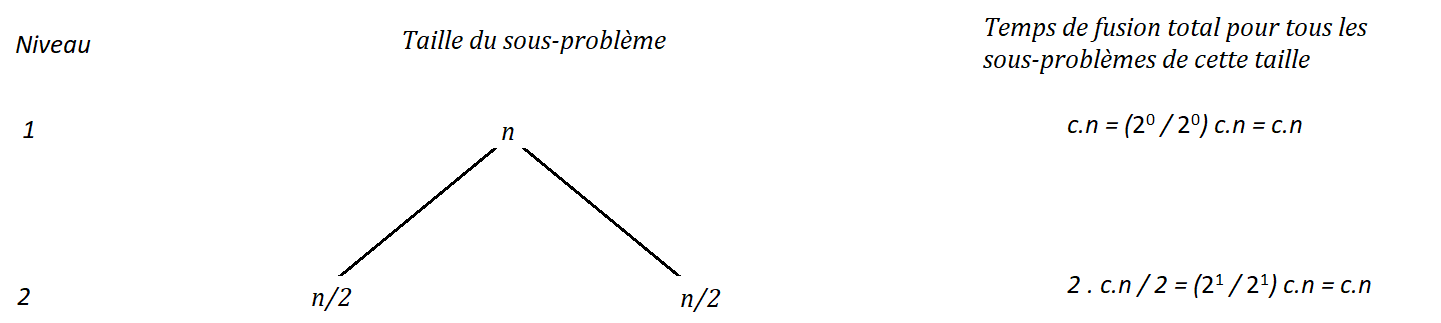 Niveau
Taille du sous-problème
Temps de fusion total pour tous les
sous-problèmes de cette taille
1
n
c.n = (2⁰ / 2⁰) c.n = c.n
2
n/2
n/2
2 . c.n / 2 = (2¹ / 2¹) c.n = c.n